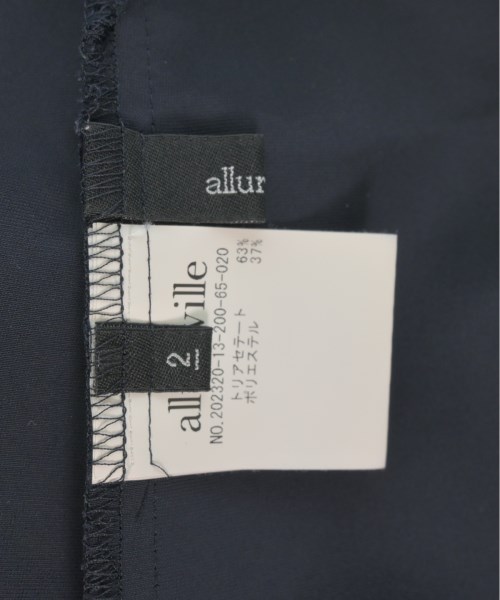 allur
all ville
2
NO.202320-13-200-65-020
トリアセテート 63%
ポリエステル 37%